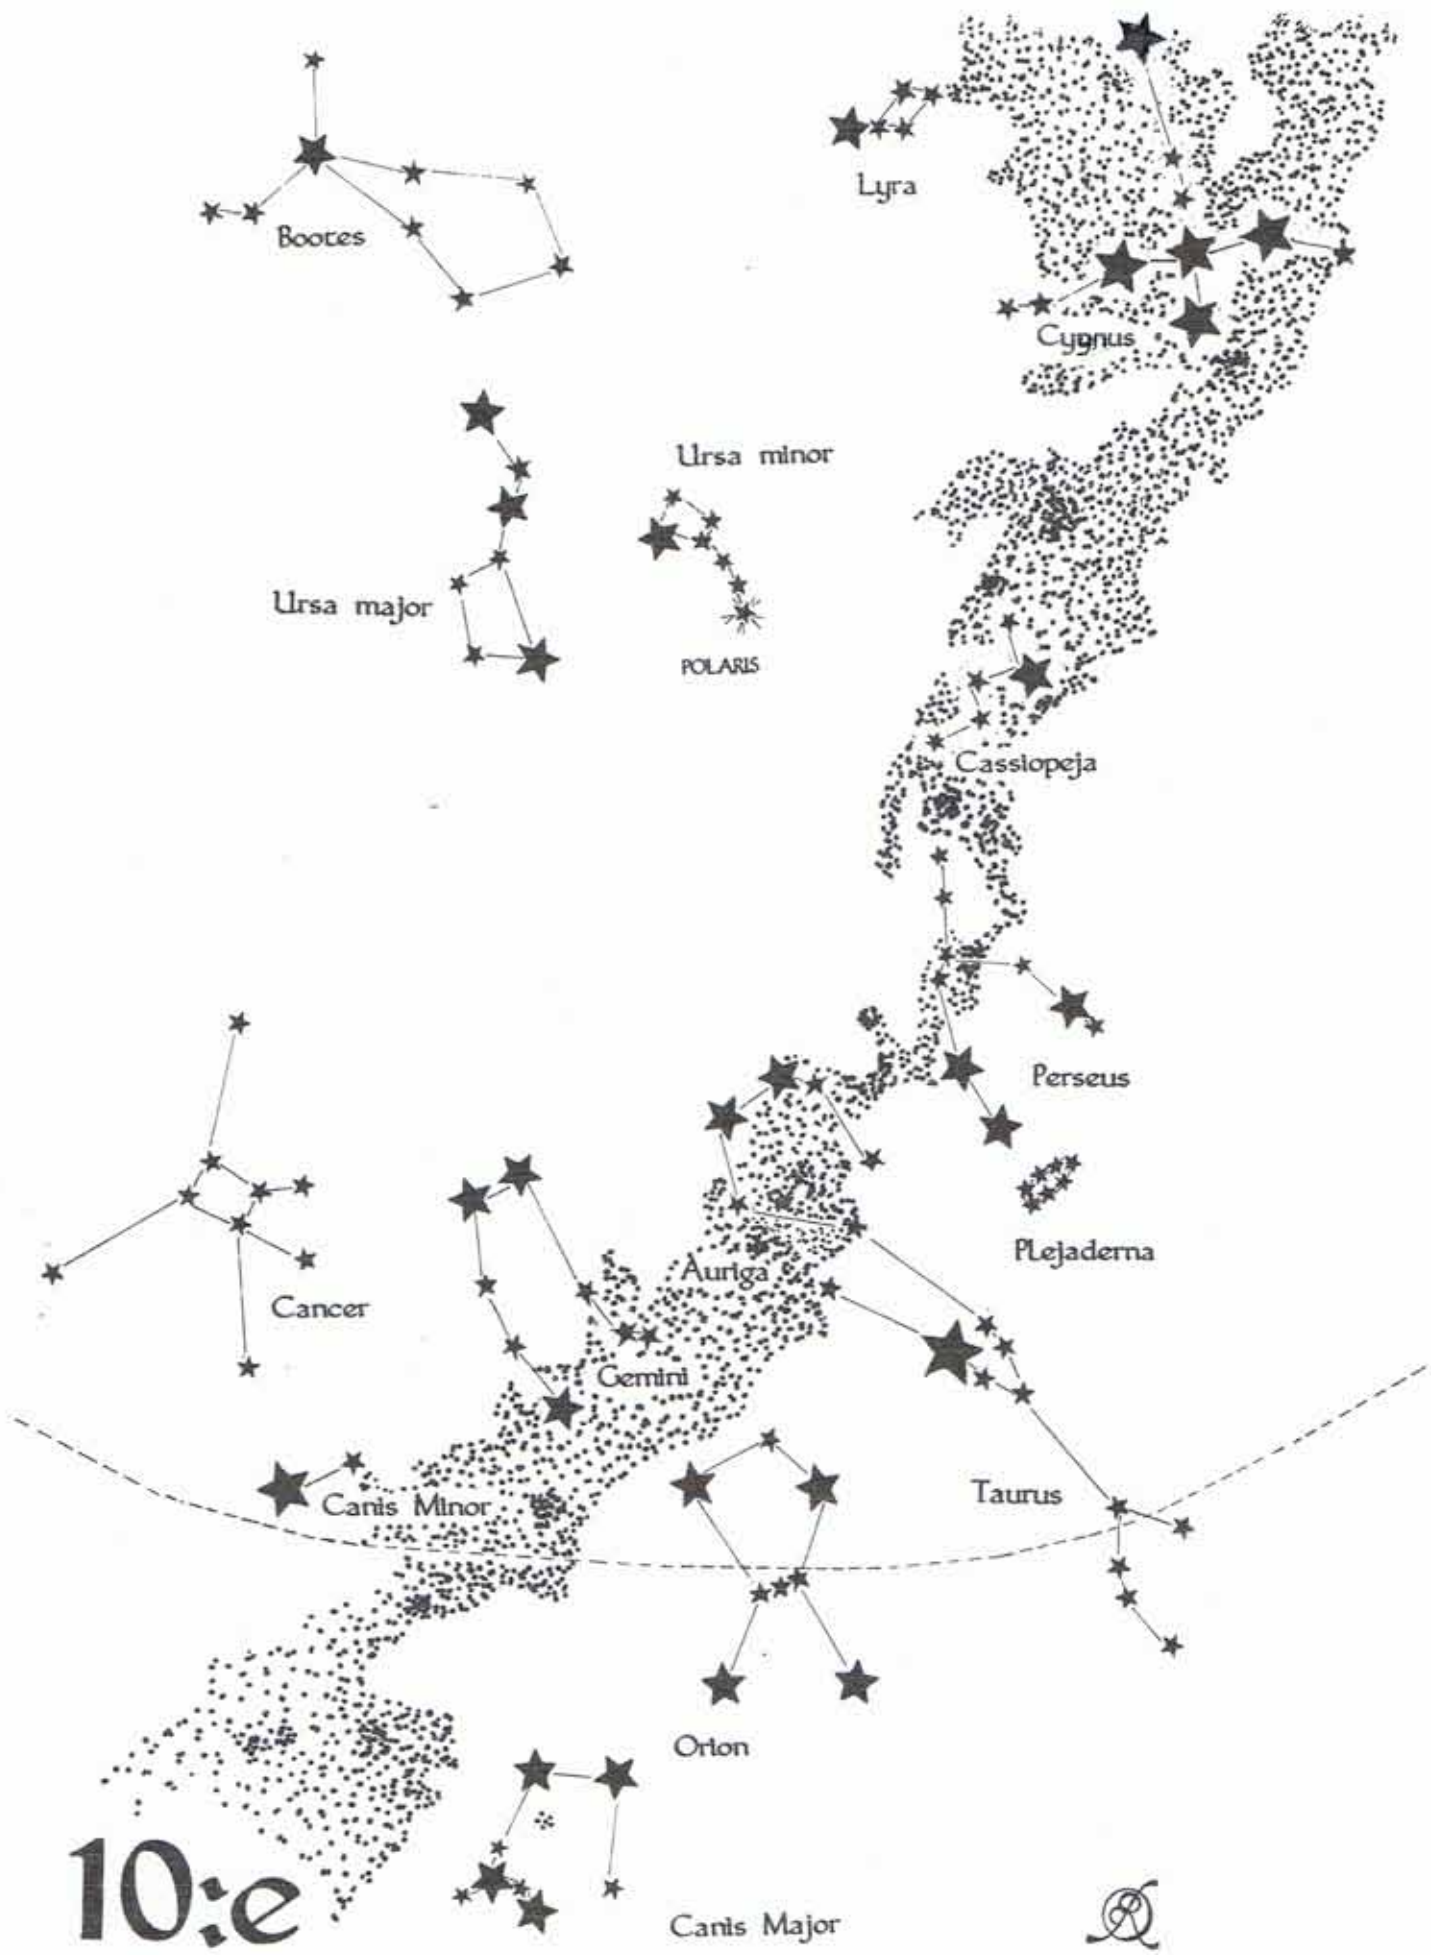 Lyra
Bootes
Cygnus
Ursa minor
Ursa major
POLARIS
Cassiopeja
Perseus
PLejaderna
Auriga
Cancer
Gemini
Taurus
Canis Minor
Orion
10:e
Canis Major